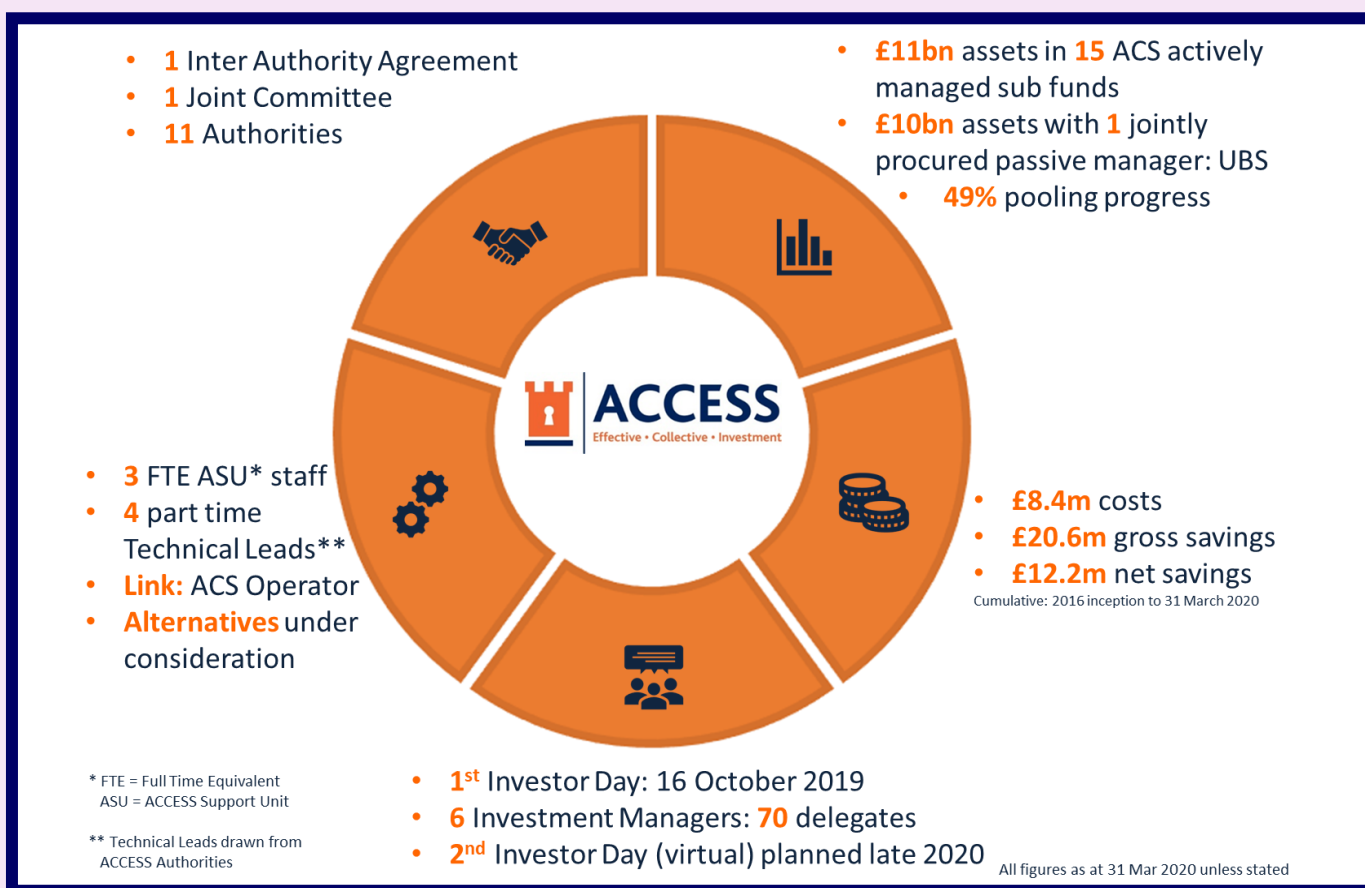 • 1 Inter Authority Agreement
• 1 Joint Committee
• 11 Authorities
• £11bn assets in 15 ACS actively
managed sub funds
• £10bn assets with 1 jointly
procured passive manager: UBS
• 49% pooling progress
ACCESS
Effective • Collective • Investment
• 3 FTE ASU* staff
• 4 part time
Technical Leads**
• Link: ACS Operator
• Alternatives under
consideration
• £8.4m costs
• £20.6m gross savings
• £12.2m net savings
Cumulative: 2016 inception to 31 March 2020
* FTE = Full Time Equivalent
ASU = ACCESS Support Unit
** Technical Leads drawn from
ACCESS Authorities
• 1st Investor Day: 16 October 2019
• 6 Investment Managers: 70 delegates
• 2nd Investor Day (virtual) planned late 2020
All figures as at 31 Mar 2020 unless stated